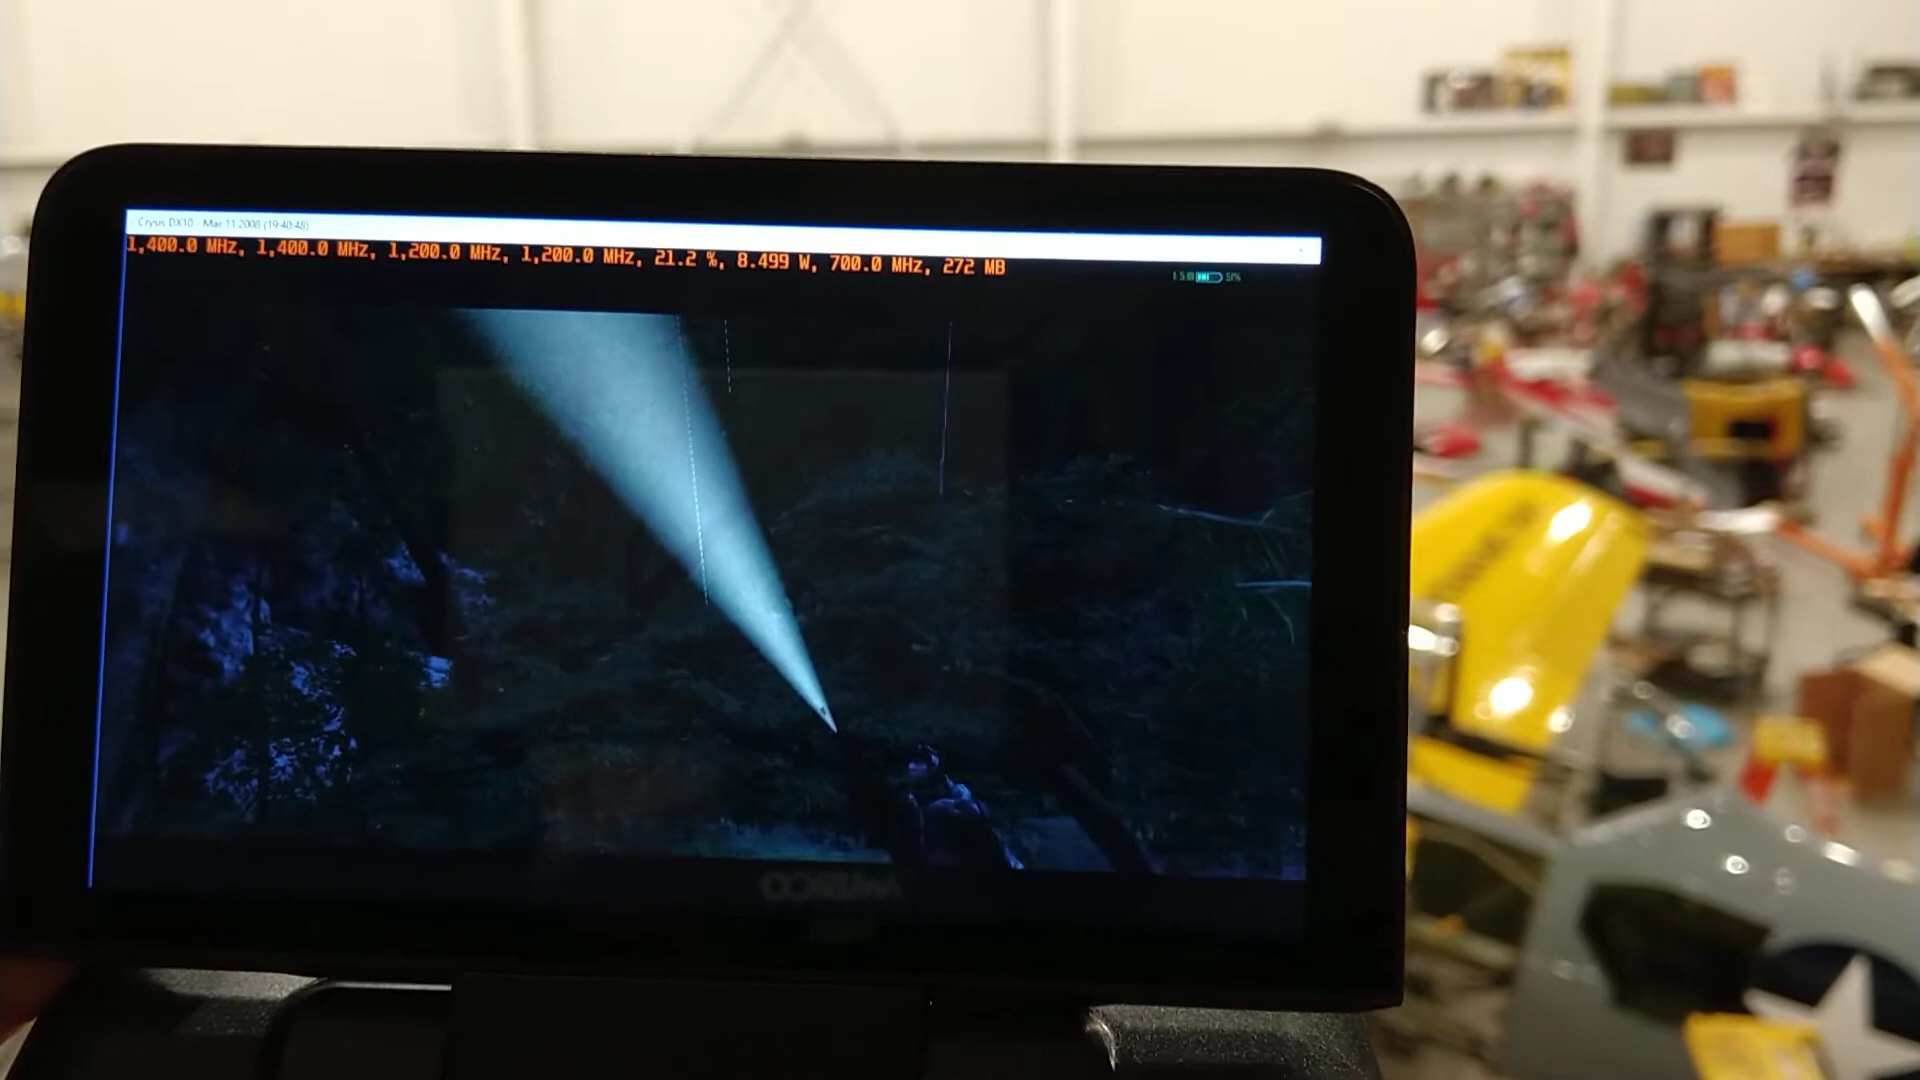 - Crysis DX10 - Mar 11 2008 (19:40:48)
1,400.0 MHz, 1,400.0 MHz, 1,200.0 MHz, 1,200.0 MHz, 21.2 %, 8.499 W, 700.0 MHz, 272 MB
51%